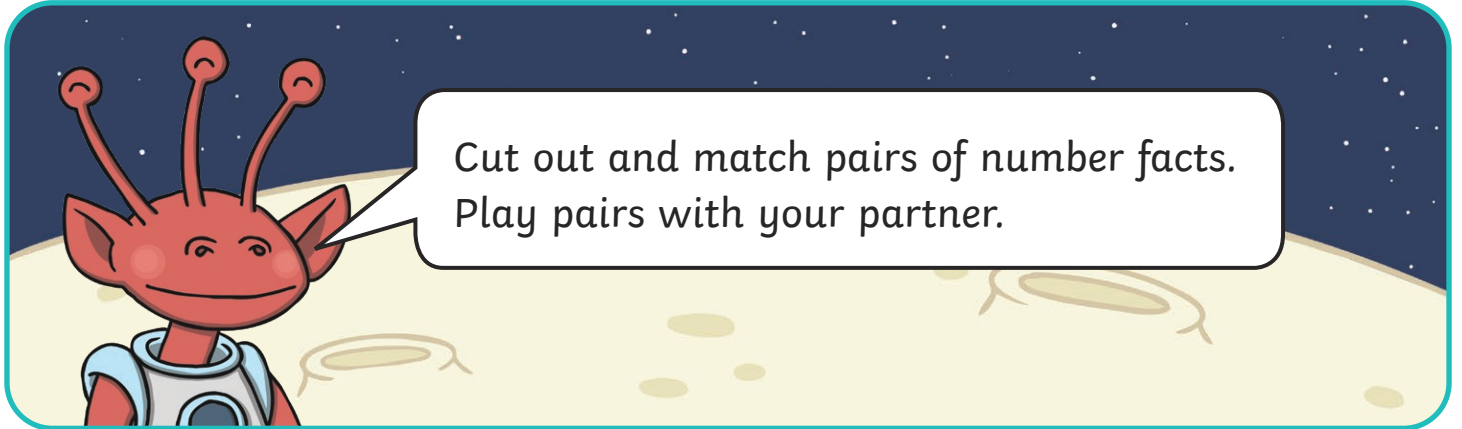 Cut out and match pairs of number facts.
Play pairs with your partner.